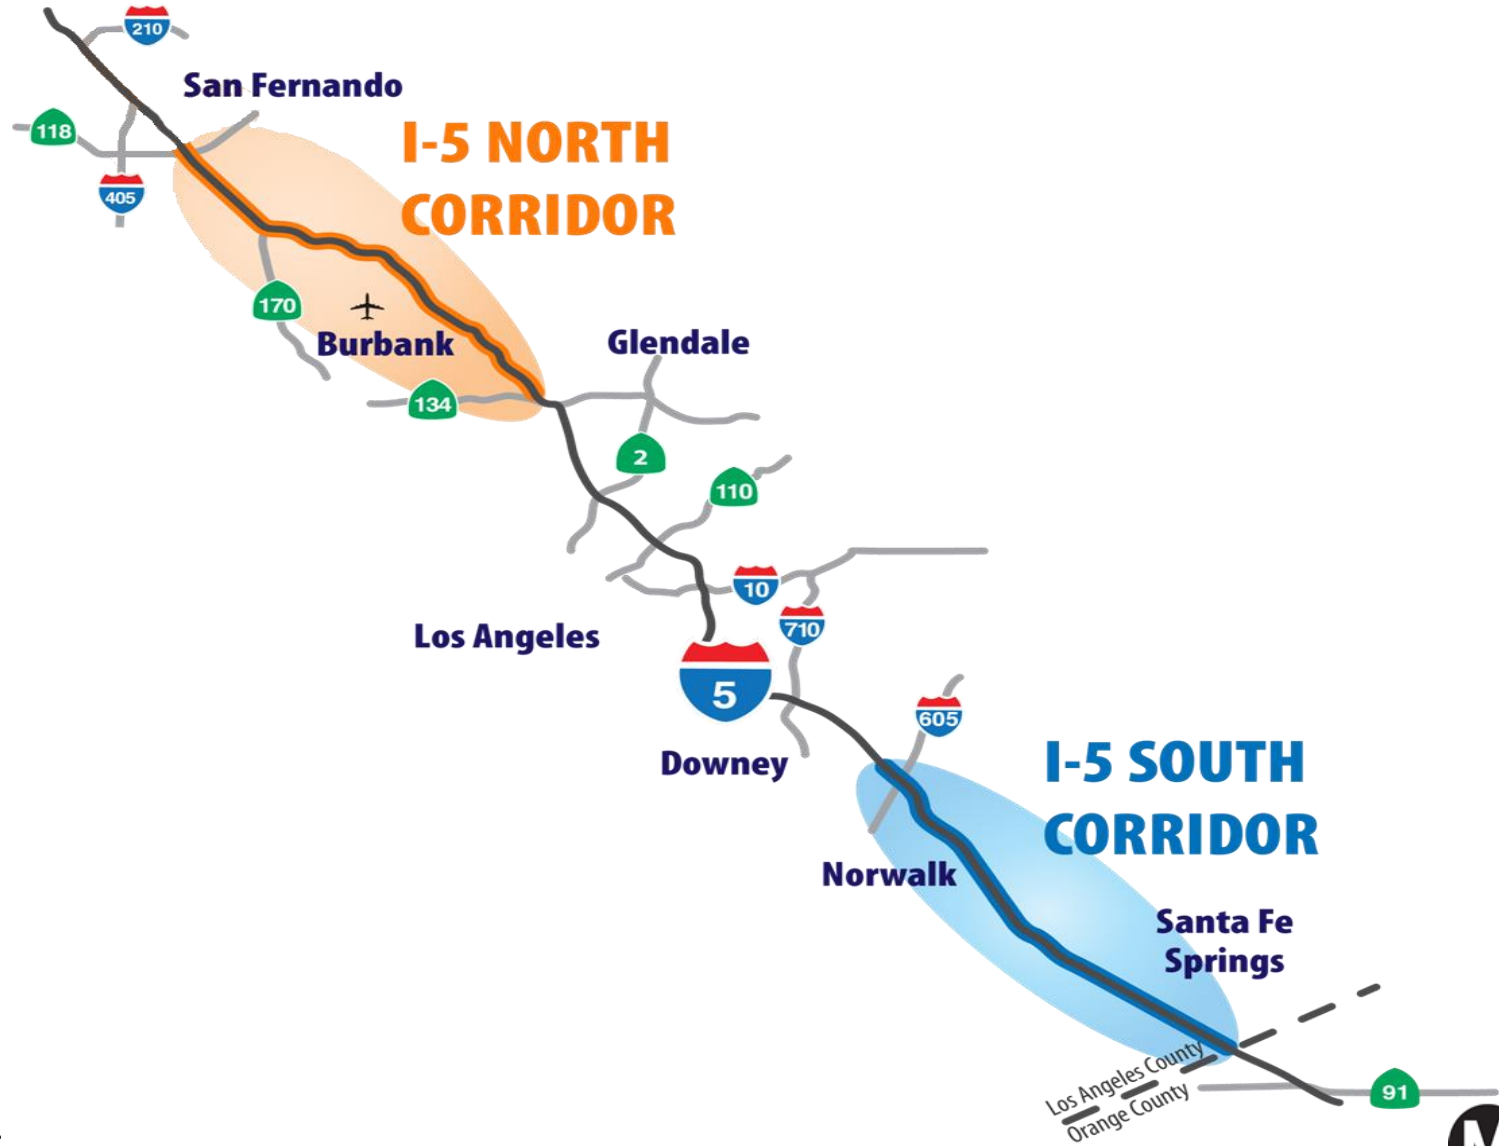 210
San Fernando
118
I-5 NORTH
CORRIDOR
405
170
Burbank
Glendale
134
2
110
10
Los Angeles
710
5
605
Downey
I-5 SOUTH
CORRIDOR
Norwalk
Santa Fe
Springs
Los Angeles County
Orange County
91
M